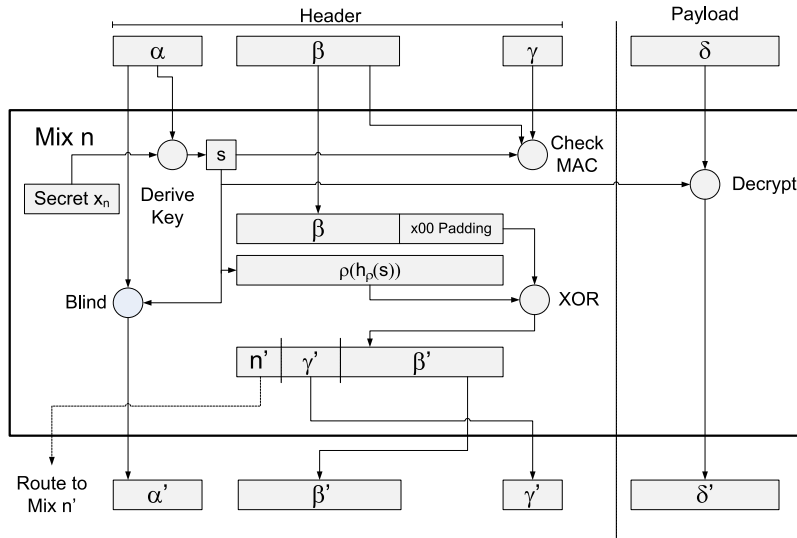 Header
Payload
α
β
γ
δ
Mix n
s
Check
MAC
Secret xₙ
Derive
Key
Decrypt
β
x00 Padding
ρ(hρ(s))
Blind
XOR
n’
γ’
β’
Route to
Mix n’
α’
β’
γ’
δ’